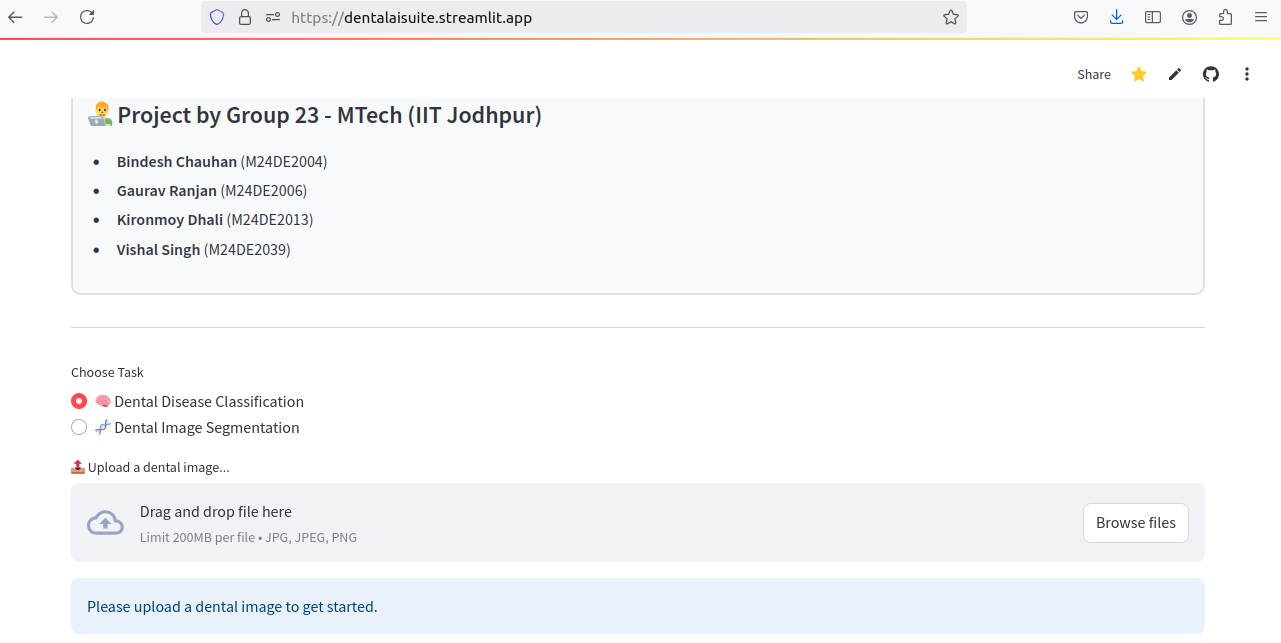 https://dentalaisuite.streamlit.app
Share
Project by Group 23 - MTech (IIT Jodhpur)
• Bindesh Chauhan (M24DE2004)
• Gaurav Ranjan (M24DE2006)
• Kironmoy Dhali (M24DE2013)
• Vishal Singh (M24DE2039)
Choose Task
Dental Disease Classification
Dental Image Segmentation
Upload a dental image...
Drag and drop file here
Limit 200MB per file • JPG, JPEG, PNG
Browse files
Please upload a dental image to get started.